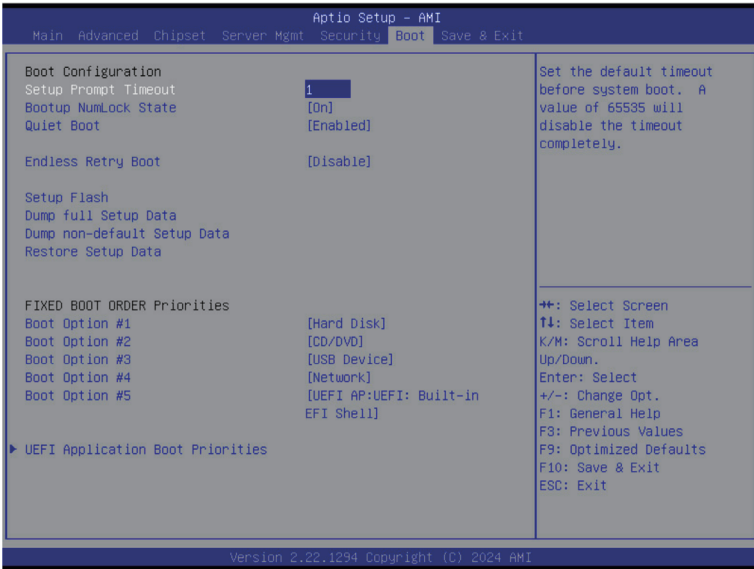 Aptio Setup – AMI
Main Advanced Chipset Server Mgmt Security Boot Save & Exit
Boot Configuration
Setup Prompt Timeout 1
Bootup NumLock State [On]
Quiet Boot [Enabled]
Endless Retry Boot [Disable]
Setup Flash
Dump full Setup Data
Dump non-default Setup Data
Restore Setup Data
FIXED BOOT ORDER Priorities
Boot Option #1 [Hard Disk]
Boot Option #2 [CD/DVD]
Boot Option #3 [USB Device]
Boot Option #4 [Network]
Boot Option #5 [UEFI AP:UEFI: Built-in
EFI Shell]
UEFI Application Boot Priorities
Set the default timeout
before system boot. A
value of 65535 will
disable the timeout
completely.
→←: Select Screen
↑↓: Select Item
K/M: Scroll Help Area
Up/Down.
Enter: Select
+/-: Change Opt.
F1: General Help
F3: Previous Values
F9: Optimized Defaults
F10: Save & Exit
ESC: Exit
Version 2.22.1294 Copyright (C) 2024 AMI